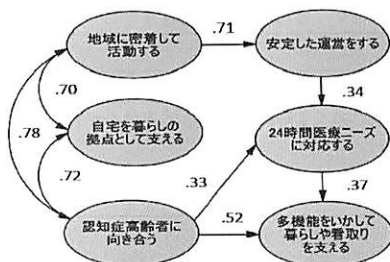 地域に密着して
活動する
.71
安定した運営をする
.70
.34
.78
自宅を暮らしの
拠点として支える
24時間医療ニーズ
に対応する
.72
.33
.37
認知症高齢者に
向き合う
.52
多機能をいかして
暮らしや看取り
を支える